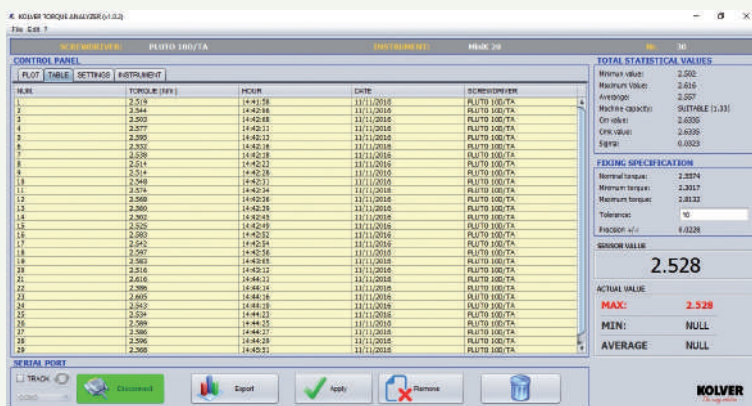 KOLVER TORQUE ANALYZER (v1.0.2)
File Edit ?
SCREWDRIVER: PLUTO 100/TA INSTRUMENT: MiniK 20 Nr. 30
CONTROL PANEL
PLOT TABLE SETTINGS INSTRUMENT
NUM. TORQUE (Nm) HOUR DATE SCREWDRIVER
1 2.519 14:41:58 11/11/2016 PLUTO 100/TA
2 2.544 11/11/2016 PLUTO 100/TA
3 2.503 11/11/2016 PLUTO 100/TA
4 2.577 14:42:11 11/11/2016 PLUTO 100/TA
5 2.595 14:42:13 11/11/2016 PLUTO 100/TA
6 2.532 14:42:16 11/11/2016 PLUTO 100/TA
7 2.538 14:42:18 11/11/2016 PLUTO 100/TA
8 2.514 14:42:23 11/11/2016 PLUTO 100/TA
9 2.514 14:42:28 11/11/2016 PLUTO 100/TA
10 2.548 14:42:31 11/11/2016 PLUTO 100/TA
11 2.574 14:42:34 11/11/2016 PLUTO 100/TA
12 2.568 14:42:36 11/11/2016 PLUTO 100/TA
13 2.560 14:42:39 11/11/2016 PLUTO 100/TA
14 2.502 14:42:45 11/11/2016 PLUTO 100/TA
15 2.525 14:42:49 11/11/2016 PLUTO 100/TA
16 2.583 14:42:52 11/11/2016 PLUTO 100/TA
17 2.542 14:42:54 11/11/2016 PLUTO 100/TA
18 2.597 14:42:56 11/11/2016 PLUTO 100/TA
19 2.583 14:43:05 11/11/2016 PLUTO 100/TA
20 2.516 14:43:12 11/11/2016 PLUTO 100/TA
21 2.616 14:44:11 11/11/2016 PLUTO 100/TA
22 2.586 14:44:14 11/11/2016 PLUTO 100/TA
23 2.605 14:44:16 11/11/2016 PLUTO 100/TA
24 2.543 11/11/2016 PLUTO 100/TA
25 2.534 14:44:23 11/11/2016 PLUTO 100/TA
26 2.589 14:44:25 11/11/2016 PLUTO 100/TA
27 2.586 14:44:27 11/11/2016 PLUTO 100/TA
28 2.596 14:44:29 11/11/2016 PLUTO 100/TA
29 2.568 14:45:51 11/11/2016 PLUTO 100/TA
TOTAL STATISTICAL VALUES
Minimun value: 2.502
Maximum Value: 2.616
Avarange: 2.557
Machine capacity: SUITABLE (1.33)
Cm value: 2.6335
CmK value: 2.6335
Sigma: 0.0323
FIXING SPECIFICATION
Nominal torque: 2.5574
Minimum torque: 2.3017
Maximum torque: 2.8132
Tolerance: 10
Precision +/-: 0.0228
SENSOR VALUE
2.528
ACTUAL VALUE
MAX: 2.528
MIN: NULL
AVERAGE NULL
SERIAL PORT
TRACK
Disconnect
Export
Apply
Remove
KOLVER